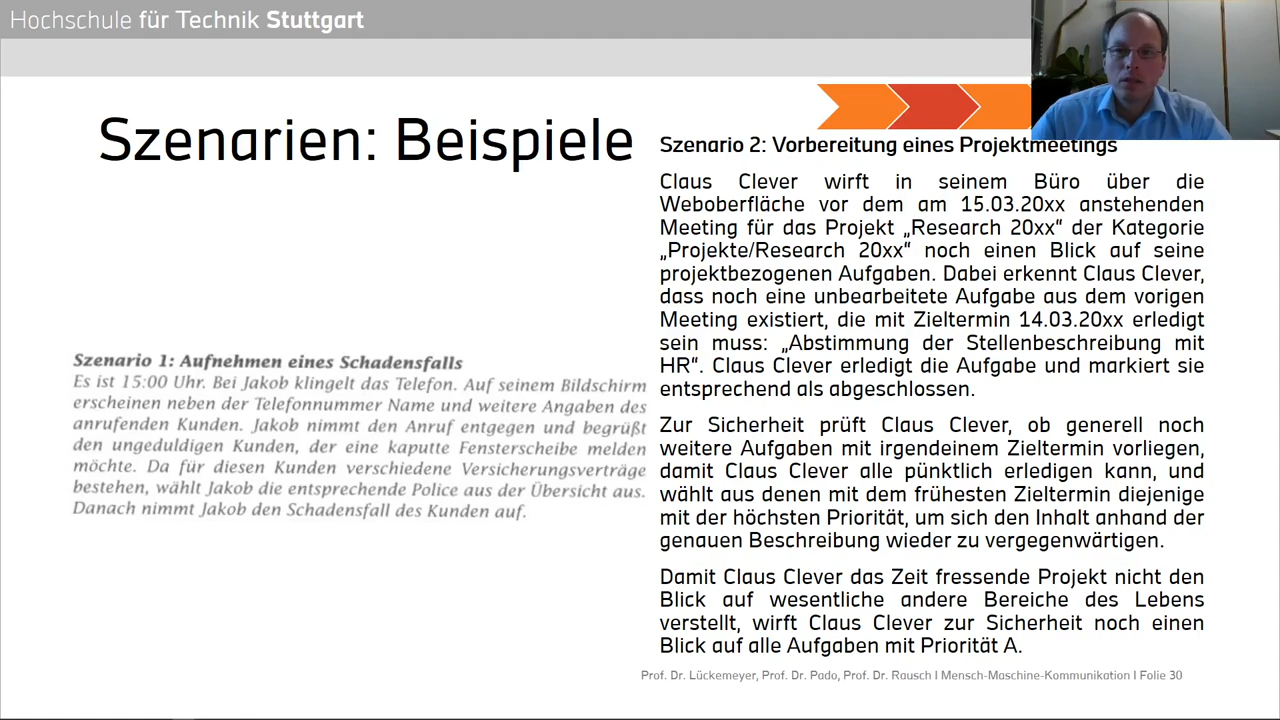 Hochschule für Technik Stuttgart
Szenarien: Beispiele
Szenario 1: Aufnehmen eines Schadensfalls
Es ist 15:00 Uhr. Bei Jakob klingelt das Telefon. Auf seinem Bildschirm
erscheinen neben der Telefonnummer Name und weitere Angaben des
anrufenden Kunden. Jakob nimmt den Anruf entgegen und begrüßt
den ungeduldigen Kunden, der eine kaputte Fensterscheibe melden
möchte. Da für diesen Kunden verschiedene Versicherungsverträge
bestehen, wählt Jakob die entsprechende Police aus der Übersicht aus.
Danach nimmt Jakob den Schadensfall des Kunden auf.
Szenario 2: Vorbereitung eines Projektmeetings
Claus Clever wirft in seinem Büro über die
Weboberfläche vor dem am 15.03.20xx anstehenden
Meeting für das Projekt „Research 20xx“ der Kategorie
„Projekte/Research 20xx“ noch einen Blick auf seine
projektbezogenen Aufgaben. Dabei erkennt Claus Clever,
dass noch eine unbearbeitete Aufgabe aus dem vorigen
Meeting existiert, die mit Zieltermin 14.03.20xx erledigt
sein muss: „Abstimmung der Stellenbeschreibung mit
HR“. Claus Clever erledigt die Aufgabe und markiert sie
entsprechend als abgeschlossen.
Zur Sicherheit prüft Claus Clever, ob generell noch
weitere Aufgaben mit irgendeinem Zieltermin vorliegen,
damit Claus Clever alle pünktlich erledigen kann, und
wählt aus denen mit dem frühesten Zieltermin diejenige
mit der höchsten Priorität, um sich den Inhalt anhand der
genauen Beschreibung wieder zu vergegenwärtigen.
Damit Claus Clever das Zeit fressende Projekt nicht den
Blick auf wesentliche andere Bereiche des Lebens
verstellt, wirft Claus Clever zur Sicherheit noch einen
Blick auf alle Aufgaben mit Priorität A.
Prof. Dr. Lückemeyer, Prof. Dr. Pado, Prof. Dr. Rausch I Mensch-Maschine-Kommunikation I Folie 30